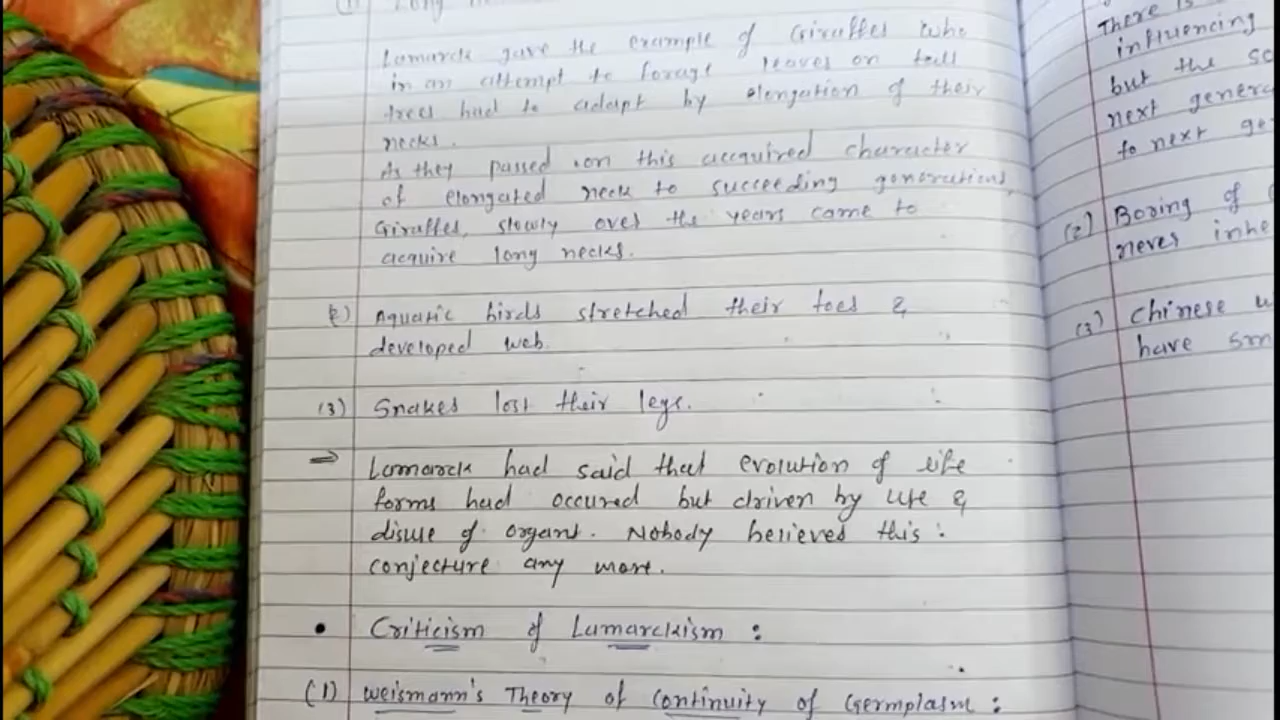 (1) Long
Lamarck gave the example of Giraffes who
in an attempt to forage leaves on tall
trees had to adapt by elongation of their
necks.
As they passed on this accquired character
of elongated neck to succeeding generations,
Giraffes, slowly over the years came to
acquire long necks.
(2) Aquatic birds stretched their toes &
developed web.
(3) Snakes lost their legs.
⇒ Lamarck had said that evolution of life
forms had occured but driven by use &
disuse of organs. Nobody believes this
conjecture any more.
• Criticism of Lamarckism :
(1) Weismann's Theory of Continuity of Germplasm :
There is
influencing
but the so
next genera
to next ge
(2) Boring of
never inhe
(3) Chinese w
have sm